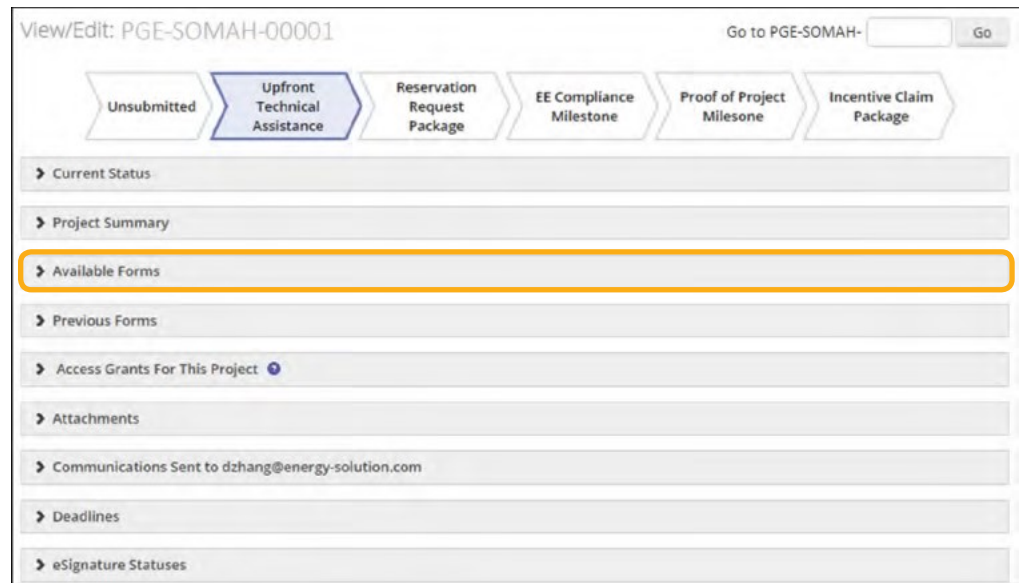 View/Edit: PGE-SOMAH-00001
Go to PGE-SOMAH-
Go
Unsubmitted
Upfront
Technical
Assistance
Reservation
Request
Package
EE Compliance
Milestone
Proof of Project
Milesone
Incentive Claim
Package
Current Status
Project Summary
Available Forms
Previous Forms
Access Grants For This Project
Attachments
Communications Sent to dzhang@energy-solution.com
Deadlines
eSignature Statuses